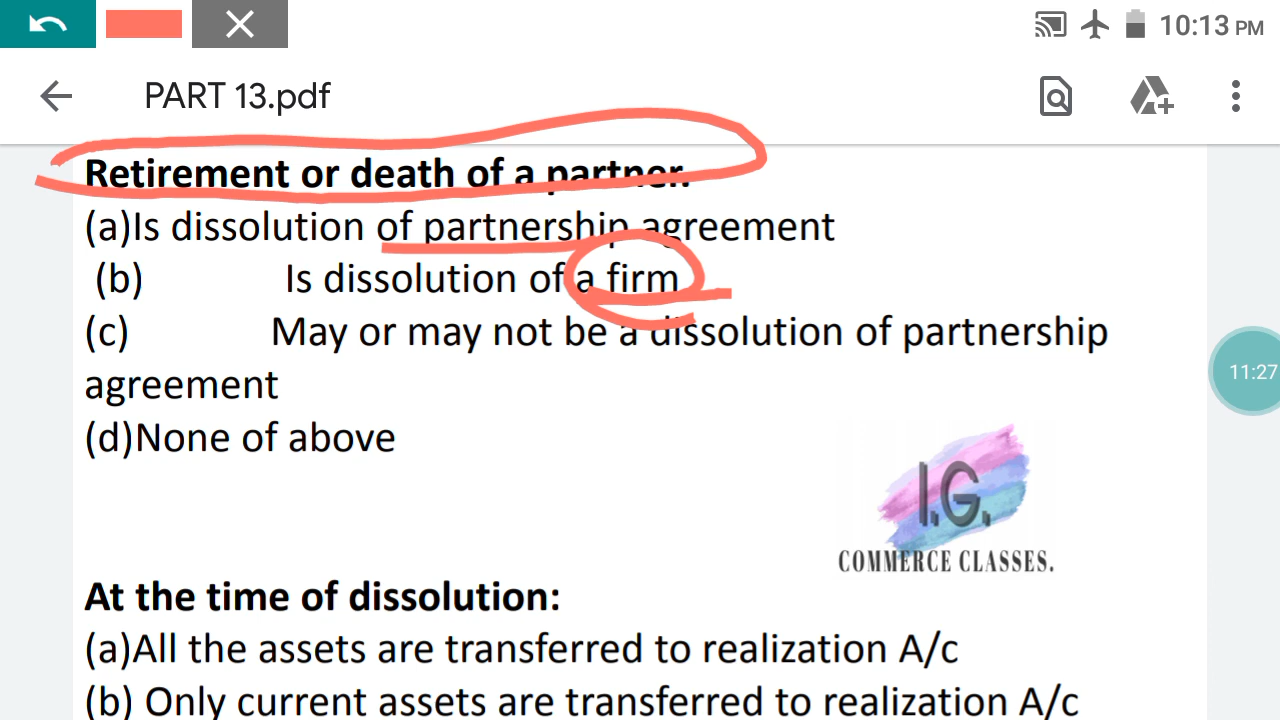 10:13 PM
PART 13.pdf
Retirement or death of a partner.
(a)Is dissolution of partnership agreement
(b) Is dissolution of a firm
(c) May or may not be a dissolution of partnership
agreement
(d)None of above
11:27
I.G.
COMMERCE CLASSES.
At the time of dissolution:
(a)All the assets are transferred to realization A/c
(b) Only current assets are transferred to realization A/c